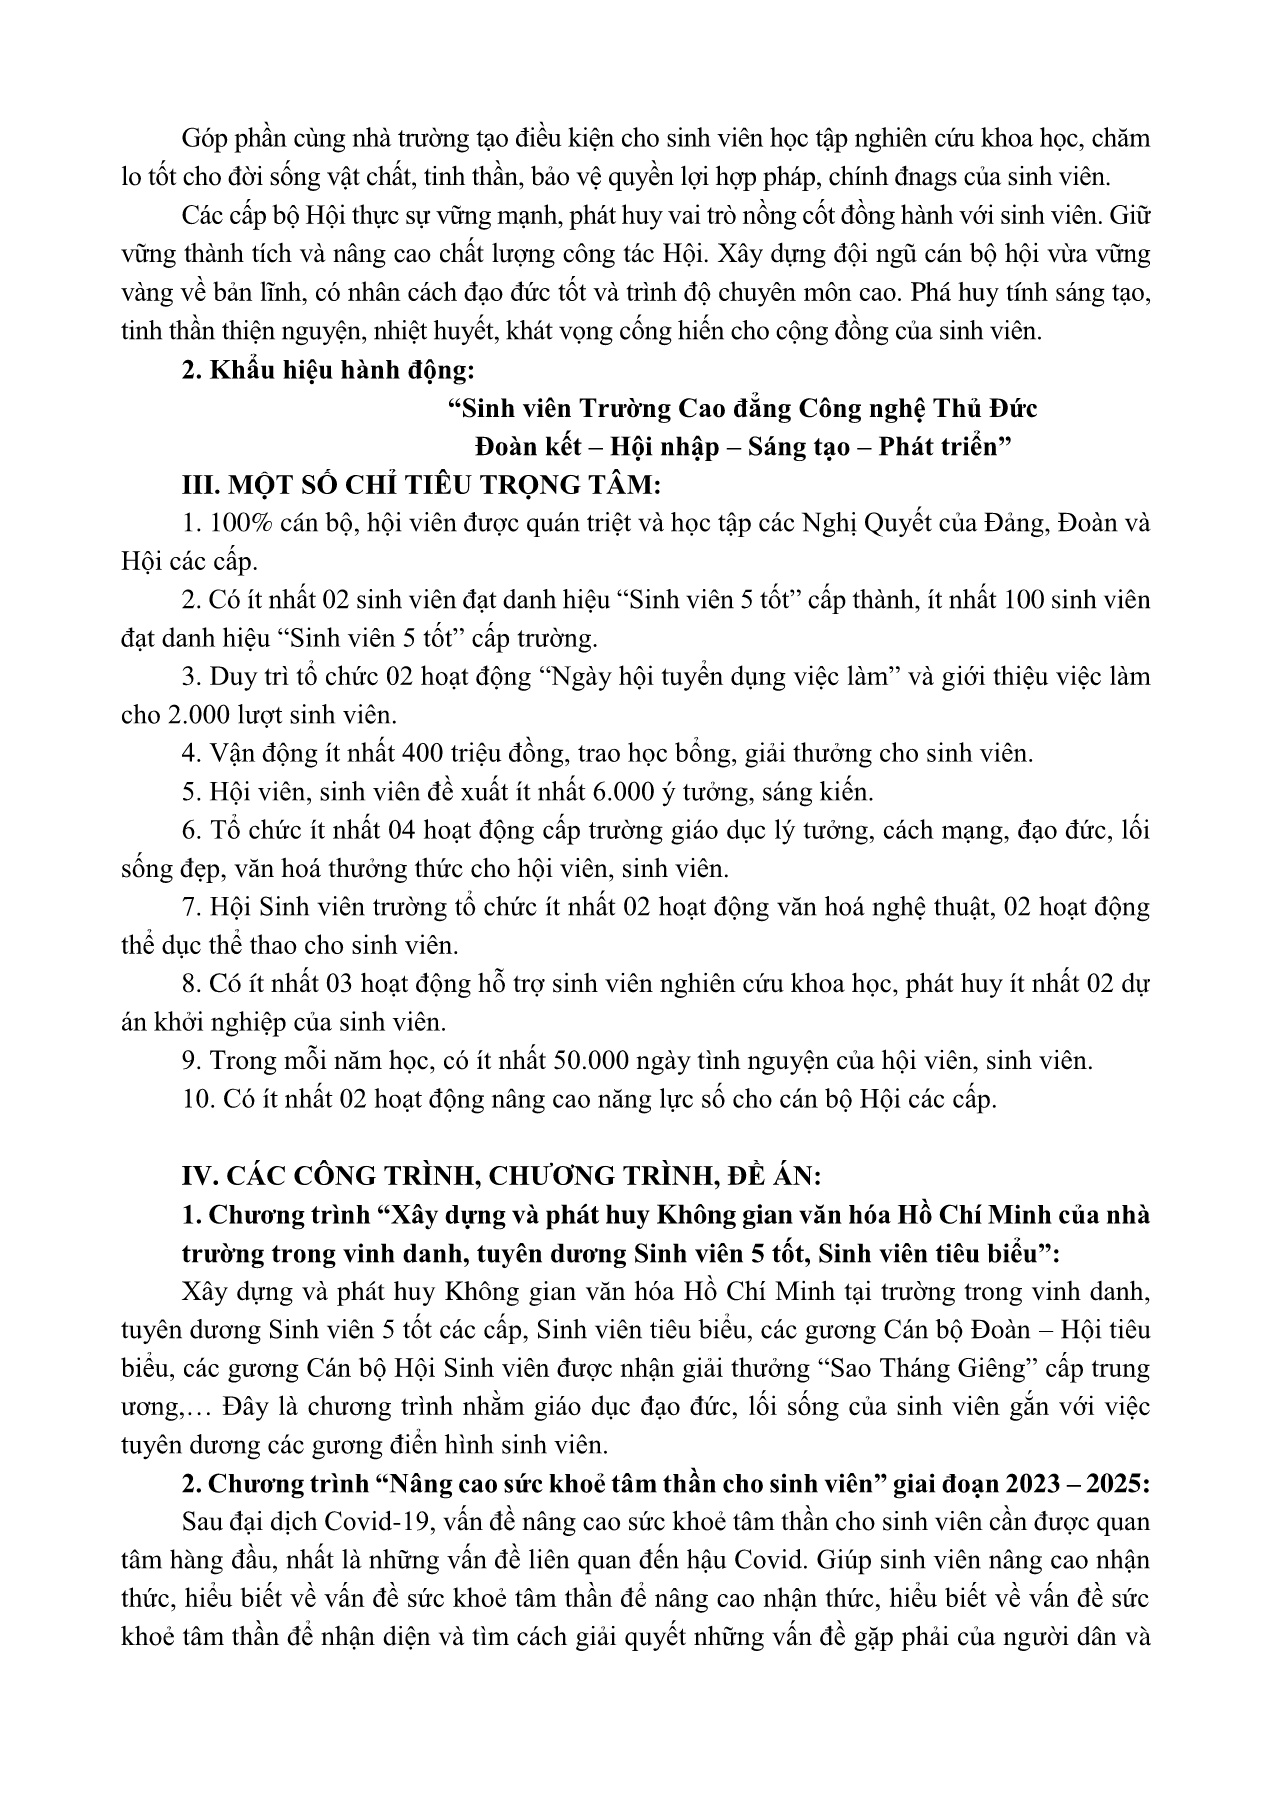 Góp phần cùng nhà trường tạo điều kiện cho sinh viên học tập nghiên cứu khoa học, chăm
lo tốt cho đời sống vật chất, tinh thần, bảo vệ quyền lợi hợp pháp, chính đnags của sinh viên.
Các cấp bộ Hội thực sự vững mạnh, phát huy vai trò nồng cốt đồng hành với sinh viên. Giữ
vững thành tích và nâng cao chất lượng công tác Hội. Xây dựng đội ngũ cán bộ hội vừa vững
vàng về bản lĩnh, có nhân cách đạo đức tốt và trình độ chuyên môn cao. Phá huy tính sáng tạo,
tinh thần thiện nguyện, nhiệt huyết, khát vọng cống hiến cho cộng đồng của sinh viên.
2. Khẩu hiệu hành động:
“Sinh viên Trường Cao đẳng Công nghệ Thủ Đức
Đoàn kết – Hội nhập – Sáng tạo – Phát triển”
III. MỘT SỐ CHỈ TIÊU TRỌNG TÂM:
1. 100% cán bộ, hội viên được quán triệt và học tập các Nghị Quyết của Đảng, Đoàn và
Hội các cấp.
2. Có ít nhất 02 sinh viên đạt danh hiệu “Sinh viên 5 tốt” cấp thành, ít nhất 100 sinh viên
đạt danh hiệu “Sinh viên 5 tốt” cấp trường.
3. Duy trì tổ chức 02 hoạt động “Ngày hội tuyển dụng việc làm” và giới thiệu việc làm
cho 2.000 lượt sinh viên.
4. Vận động ít nhất 400 triệu đồng, trao học bổng, giải thưởng cho sinh viên.
5. Hội viên, sinh viên đề xuất ít nhất 6.000 ý tưởng, sáng kiến.
6. Tổ chức ít nhất 04 hoạt động cấp trường giáo dục lý tưởng, cách mạng, đạo đức, lối
sống đẹp, văn hoá thưởng thức cho hội viên, sinh viên.
7. Hội Sinh viên trường tổ chức ít nhất 02 hoạt động văn hoá nghệ thuật, 02 hoạt động
thể dục thể thao cho sinh viên.
8. Có ít nhất 03 hoạt động hỗ trợ sinh viên nghiên cứu khoa học, phát huy ít nhất 02 dự
án khởi nghiệp của sinh viên.
9. Trong mỗi năm học, có ít nhất 50.000 ngày tình nguyện của hội viên, sinh viên.
10. Có ít nhất 02 hoạt động nâng cao năng lực số cho cán bộ Hội các cấp.
IV. CÁC CÔNG TRÌNH, CHƯƠNG TRÌNH, ĐỀ ÁN:
1. Chương trình “Xây dựng và phát huy Không gian văn hóa Hồ Chí Minh của nhà
trường trong vinh danh, tuyên dương Sinh viên 5 tốt, Sinh viên tiêu biểu”:
Xây dựng và phát huy Không gian văn hóa Hồ Chí Minh tại trường trong vinh danh,
tuyên dương Sinh viên 5 tốt các cấp, Sinh viên tiêu biểu, các gương Cán bộ Đoàn – Hội tiêu
biểu, các gương Cán bộ Hội Sinh viên được nhận giải thưởng “Sao Tháng Giêng” cấp trung
ương,… Đây là chương trình nhằm giáo dục đạo đức, lối sống của sinh viên gắn với việc
tuyên dương các gương điển hình sinh viên.
2. Chương trình “Nâng cao sức khoẻ tâm thần cho sinh viên” giai đoạn 2023 – 2025:
Sau đại dịch Covid-19, vấn đề nâng cao sức khoẻ tâm thần cho sinh viên cần được quan
tâm hàng đầu, nhất là những vấn đề liên quan đến hậu Covid. Giúp sinh viên nâng cao nhận
thức, hiểu biết về vấn đề sức khoẻ tâm thần để nâng cao nhận thức, hiểu biết về vấn đề sức
khoẻ tâm thần để nhận diện và tìm cách giải quyết những vấn đề gặp phải của người dân và